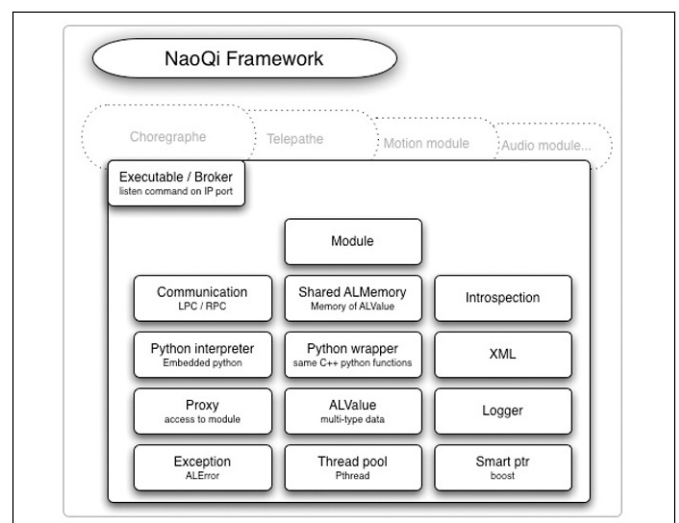 NaoQi Framework
Choregraphe
Telepathe
Motion module
Audio module...
Executable / Broker
listen command on IP port
Module
Communication
LPC / RPC
Shared ALMemory
Memory of ALValue
Introspection
Python interpreter
Embedded python
Python wrapper
same C++ python functions
XML
Proxy
access to module
ALValue
multi-type data
Logger
Exception
ALError
Thread pool
Pthread
Smart ptr
boost